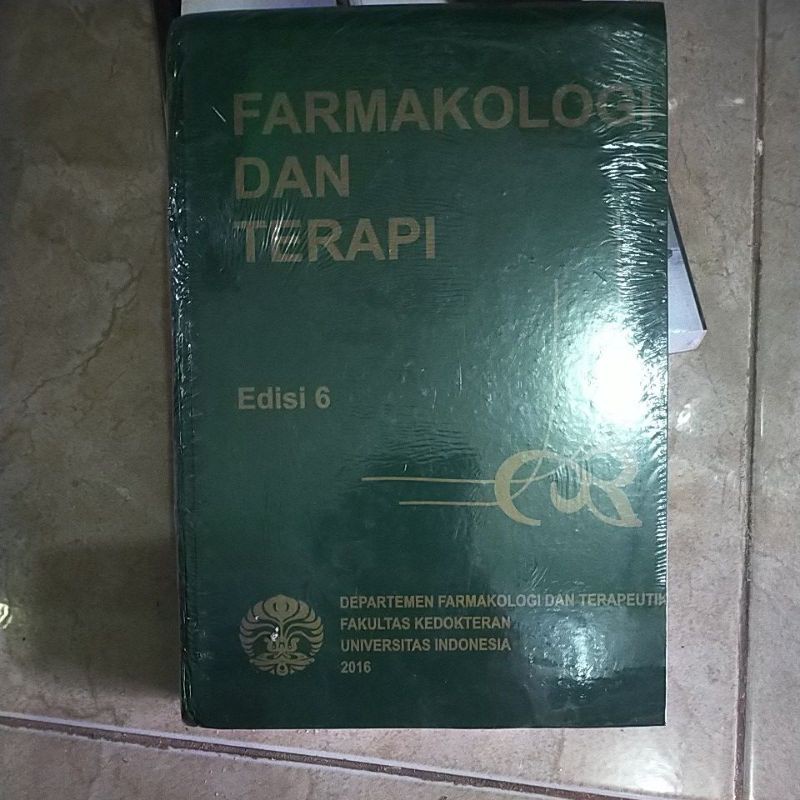 FARMAKOLOGI
DAN
TERAPI
Edisi 6
DEPARTEMEN FARMAKOLOGI DAN TERAPEUTIK
FAKULTAS KEDOKTERAN
UNIVERSITAS INDONESIA
2016